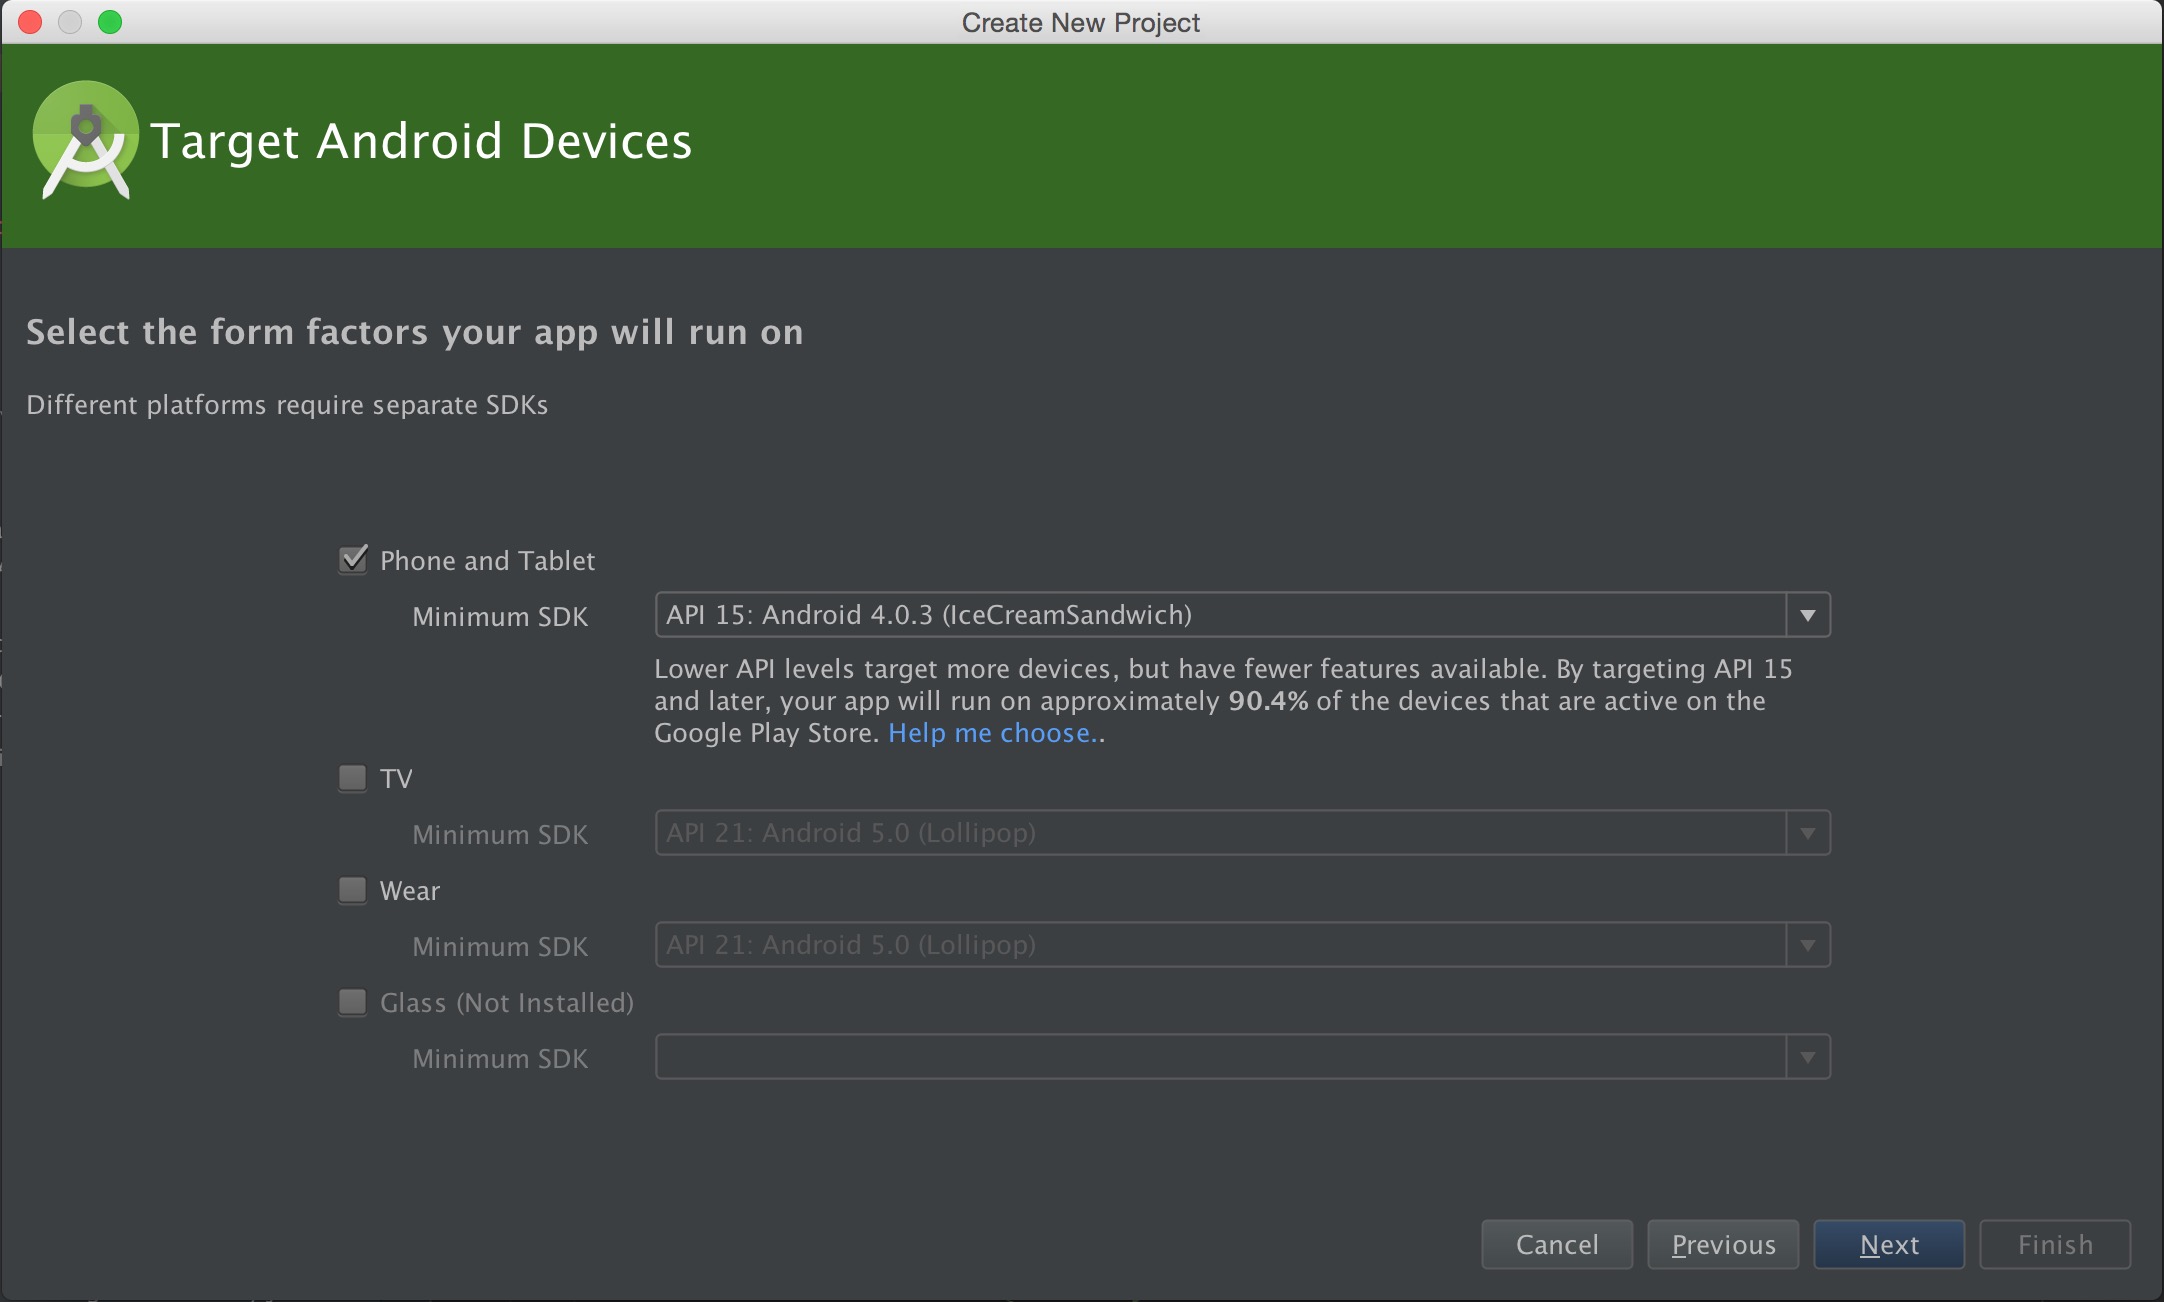 Create New Project
Target Android Devices
Select the form factors your app will run on
Different platforms require separate SDKs
Phone and Tablet
Minimum SDK
API 15: Android 4.0.3 (IceCreamSandwich)
Lower API levels target more devices, but have fewer features available. By targeting API 15
and later, your app will run on approximately 90.4% of the devices that are active on the
Google Play Store. Help me choose..
TV
Minimum SDK
API 21: Android 5.0 (Lollipop)
Wear
Minimum SDK
API 21: Android 5.0 (Lollipop)
Glass (Not Installed)
Minimum SDK
Cancel
Previous
Next
Finish